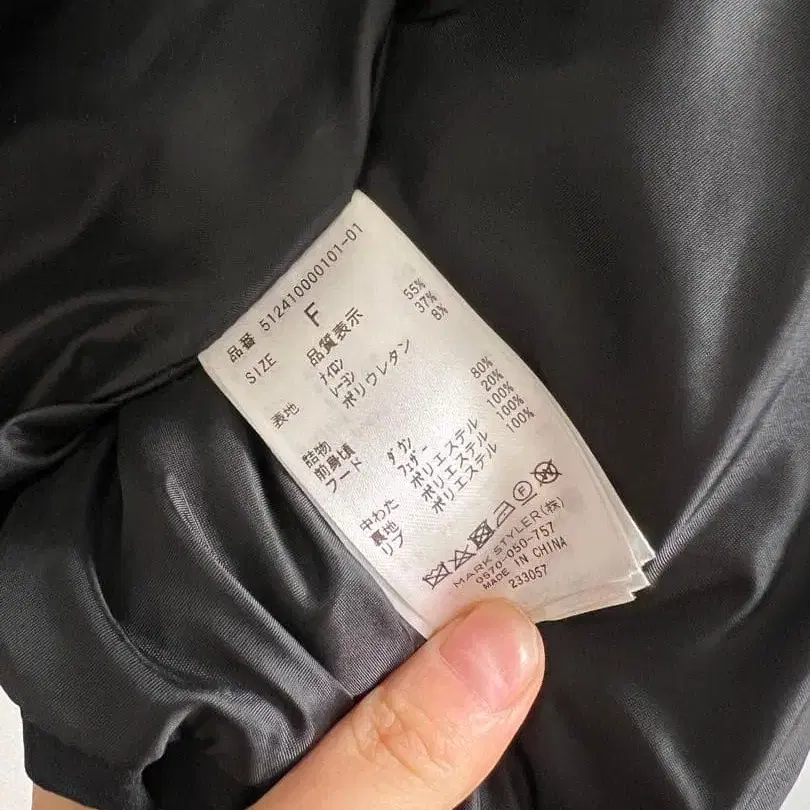 品番 512410000101-01
SIZE F
品質表示
表地 ナイロン 55%
レーヨン 37%
ポリウレタン 8%
詰物
前身頃 ダウン 80%
フード フェザー 20%
中わた ポリエステル 100%
裏地 ポリエステル 100%
リブ ポリエステル 100%
F W
MARK STYLER(株)
0570-050-757
MADE IN CHINA
233057